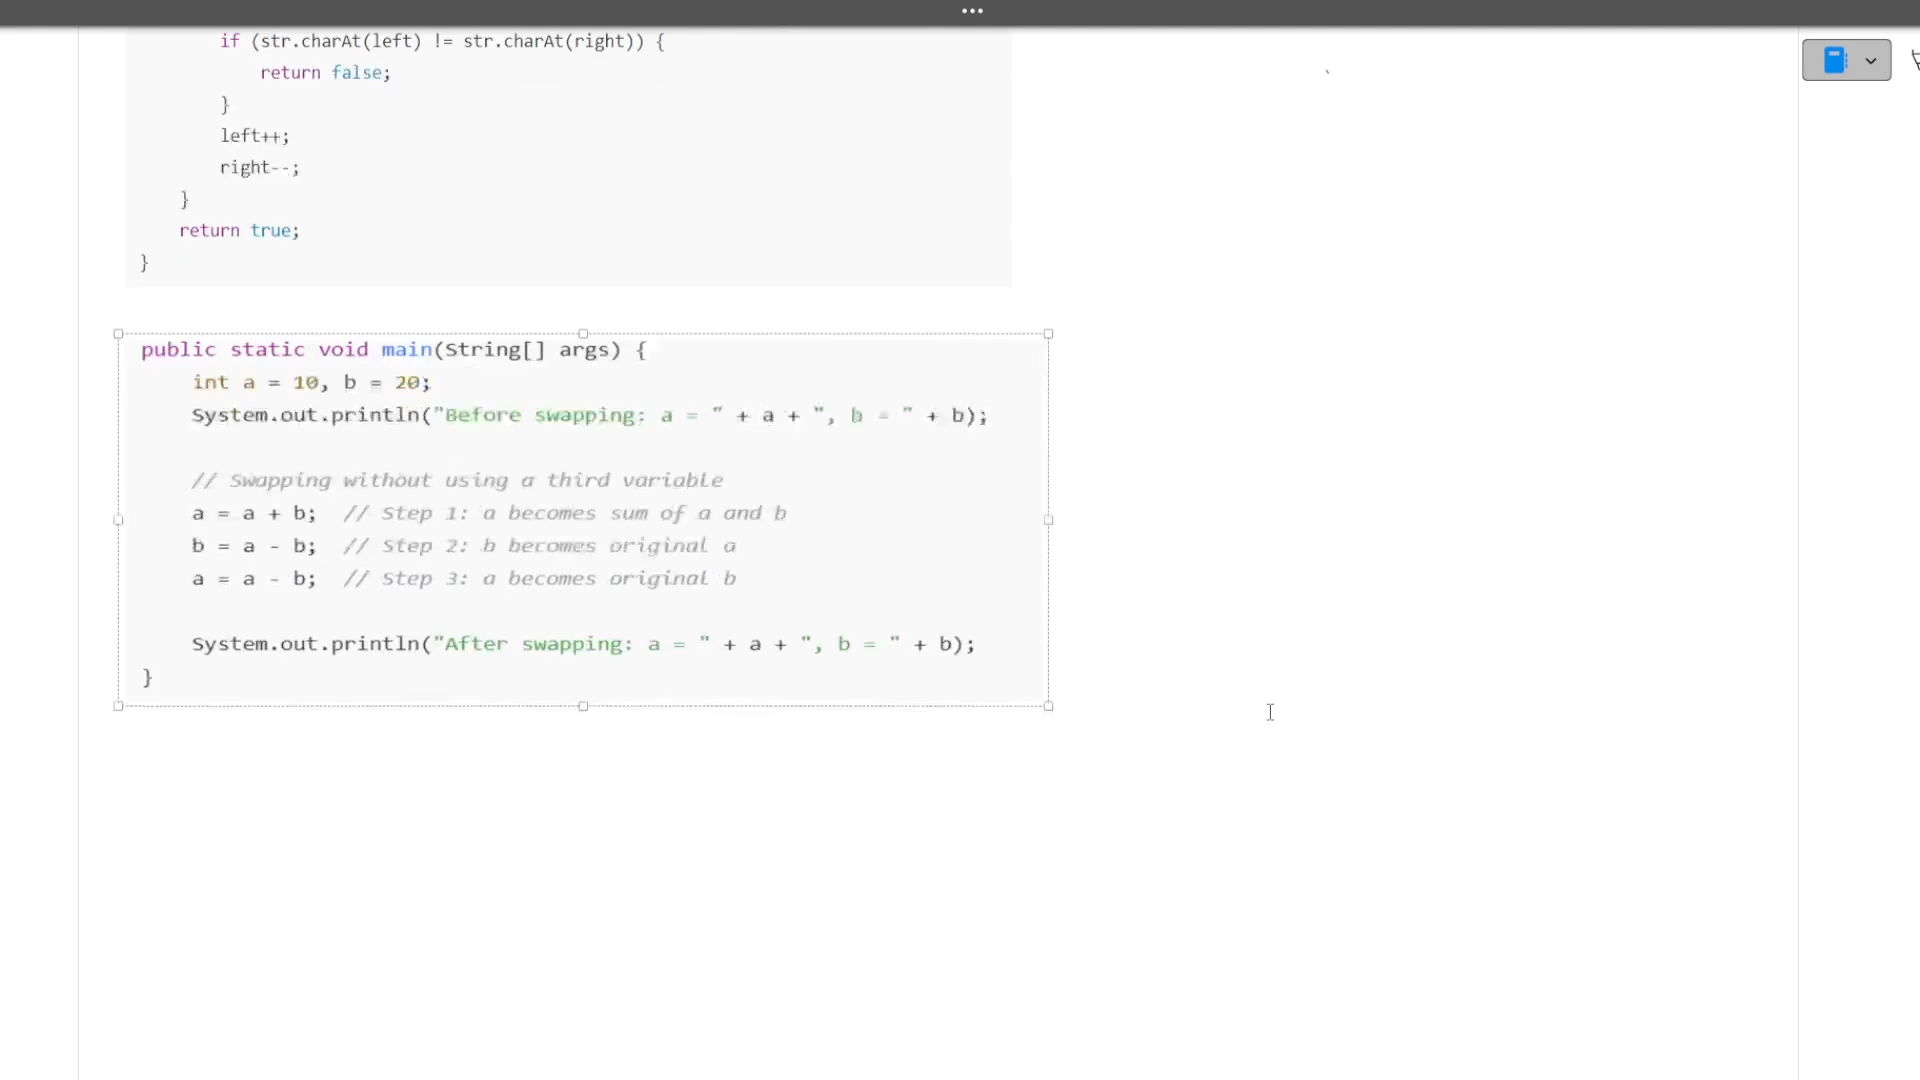 if (str.charAt(left) != str.charAt(right)) {
return false;
}
left++;
right--;
}
return true;
}
public static void main(String[] args) {
int a = 10, b = 20;
System.out.println("Before swapping: a = " + a + ", b = " + b);
// Swapping without using a third variable
a = a + b;  // Step 1: a becomes sum of a and b
b = a - b;  // Step 2: b becomes original a
a = a - b;  // Step 3: a becomes original b
System.out.println("After swapping: a = " + a + ", b = " + b);
}